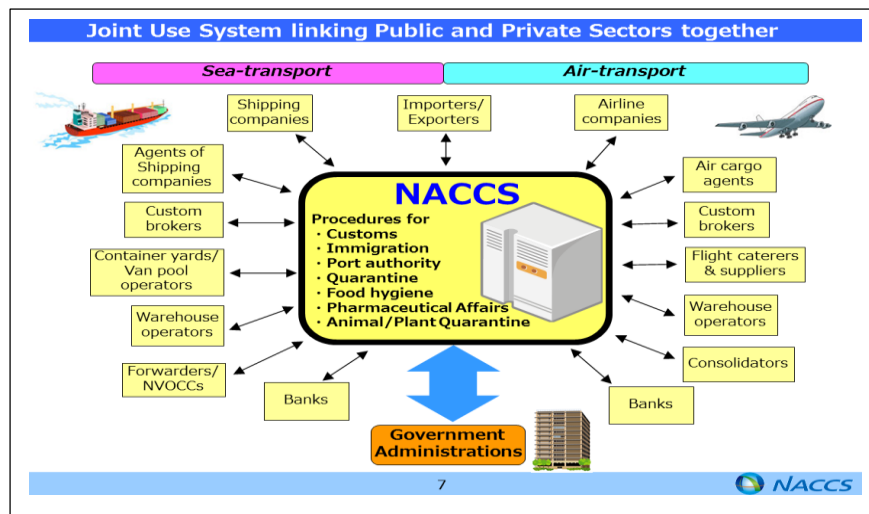 Joint Use System linking Public and Private Sectors together
Sea-transport
Air-transport
Shipping
companies
Importers/
Exporters
Airline
companies
Agents of
Shipping
companies
Custom
brokers
Container yards/
Van pool
operators
Warehouse
operators
Forwarders/
NVOCCs
Banks
NACCS
Procedures for
・Customs
・Immigration
・Port authority
・Quarantine
・Food hygiene
・Pharmaceutical Affairs
・Animal/Plant Quarantine
Air cargo
agents
Custom
brokers
Flight caterers
& suppliers
Warehouse
operators
Consolidators
Banks
Government
Administrations
7
NACCS